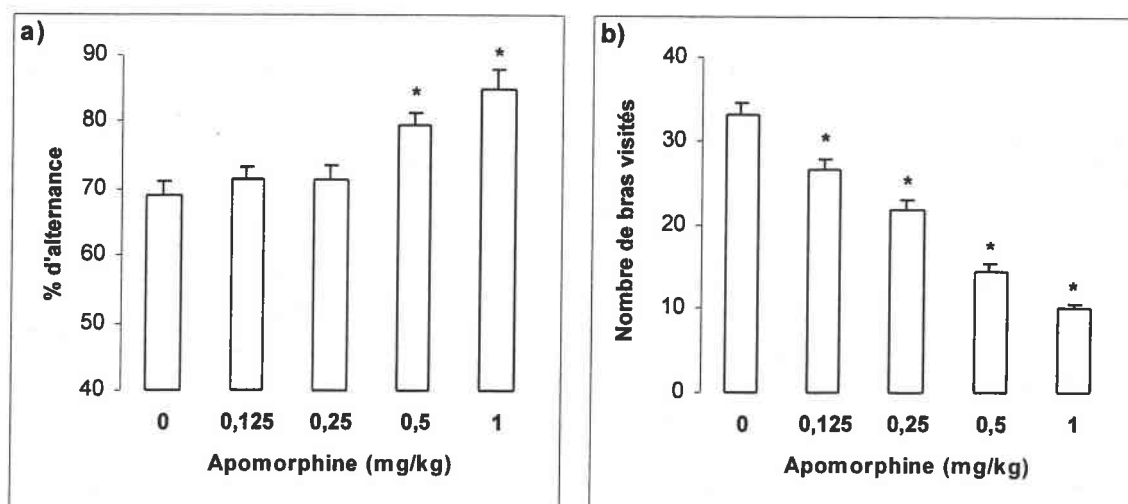 a)
% d'alternance
90
80
70
60
50
40
*
*
0 0,125 0,25 0,5 1
Apomorphine (mg/kg)
b)
Nombre de bras visités
40
30
20
10
0
*
*
*
*
0 0,125 0,25 0,5 1
Apomorphine (mg/kg)